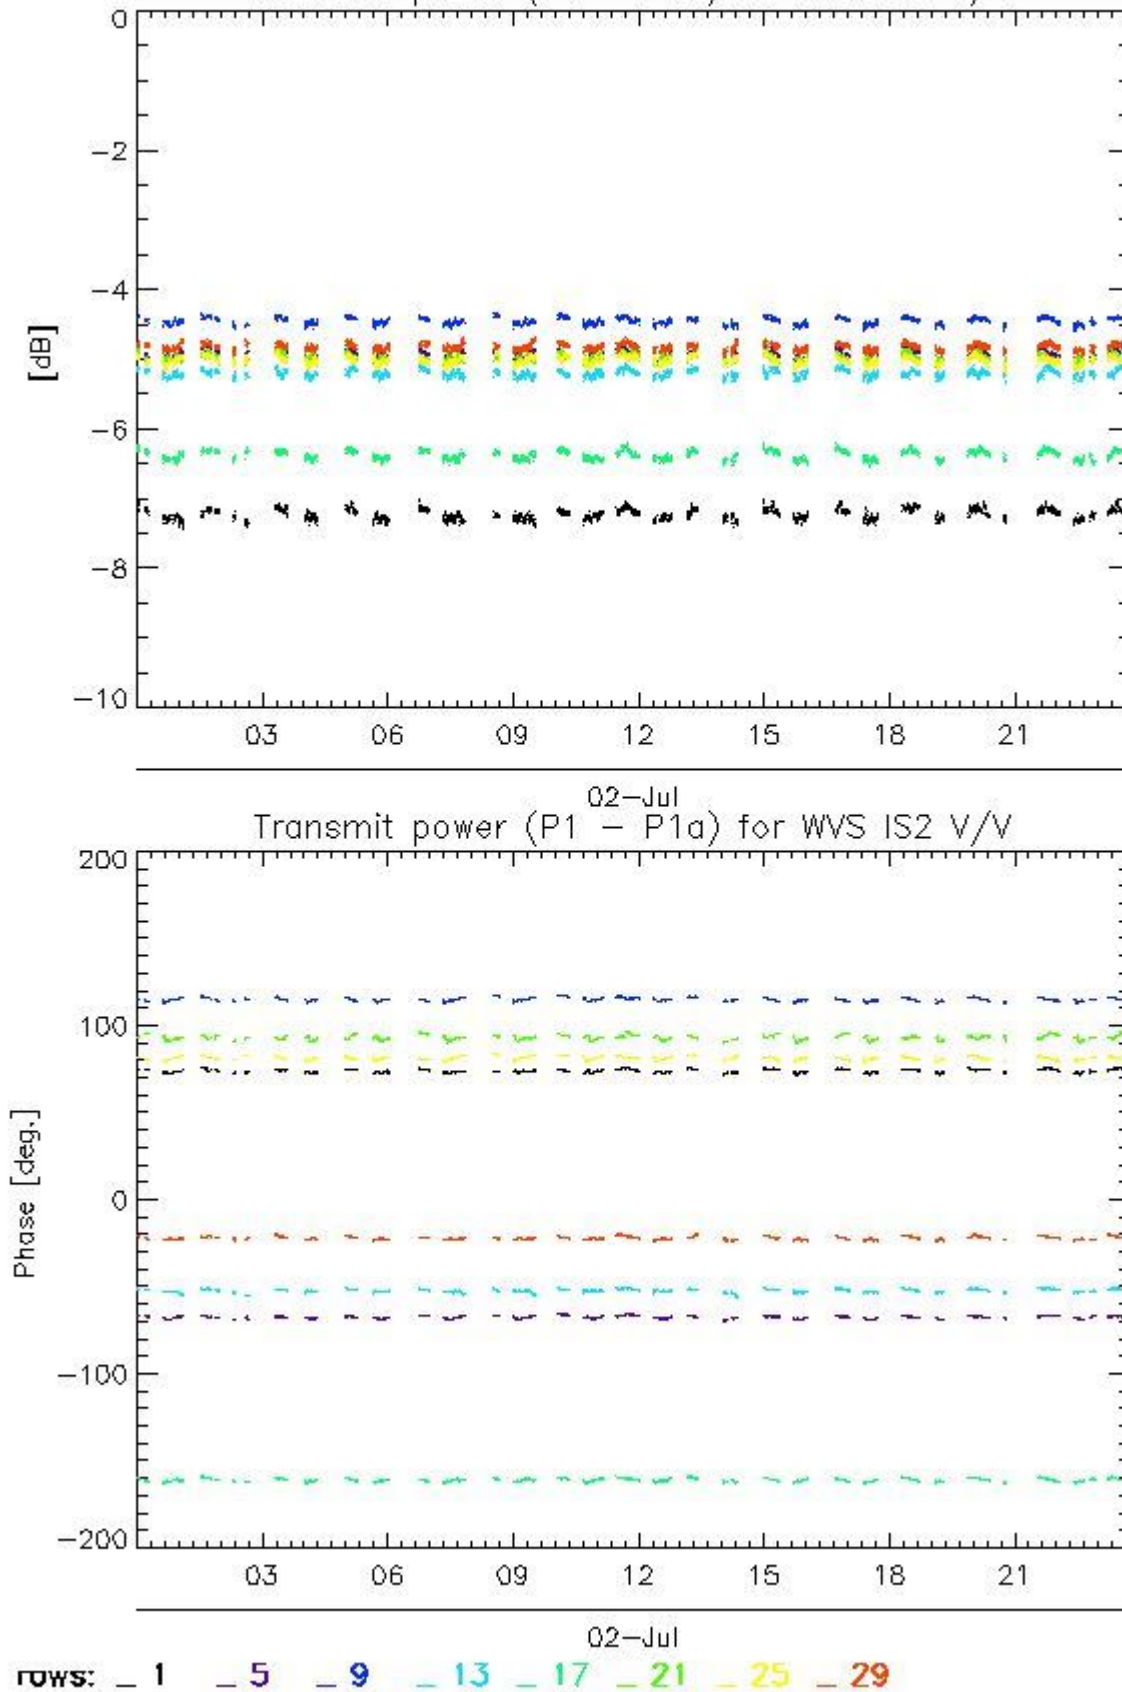 0
−2
−4
[dB]
−6
−8
−10
03 06 09 12 15 18 21
02−Jul
Transmit power (P1 − P1a) for WVS IS2 V/V
200
100
Phase [deg.]
0
−100
−200
03 06 09 12 15 18 21
02−Jul
rows: _ 1 _ 5 _ 9 _ 13 _ 17 _ 21 _ 25 _ 29